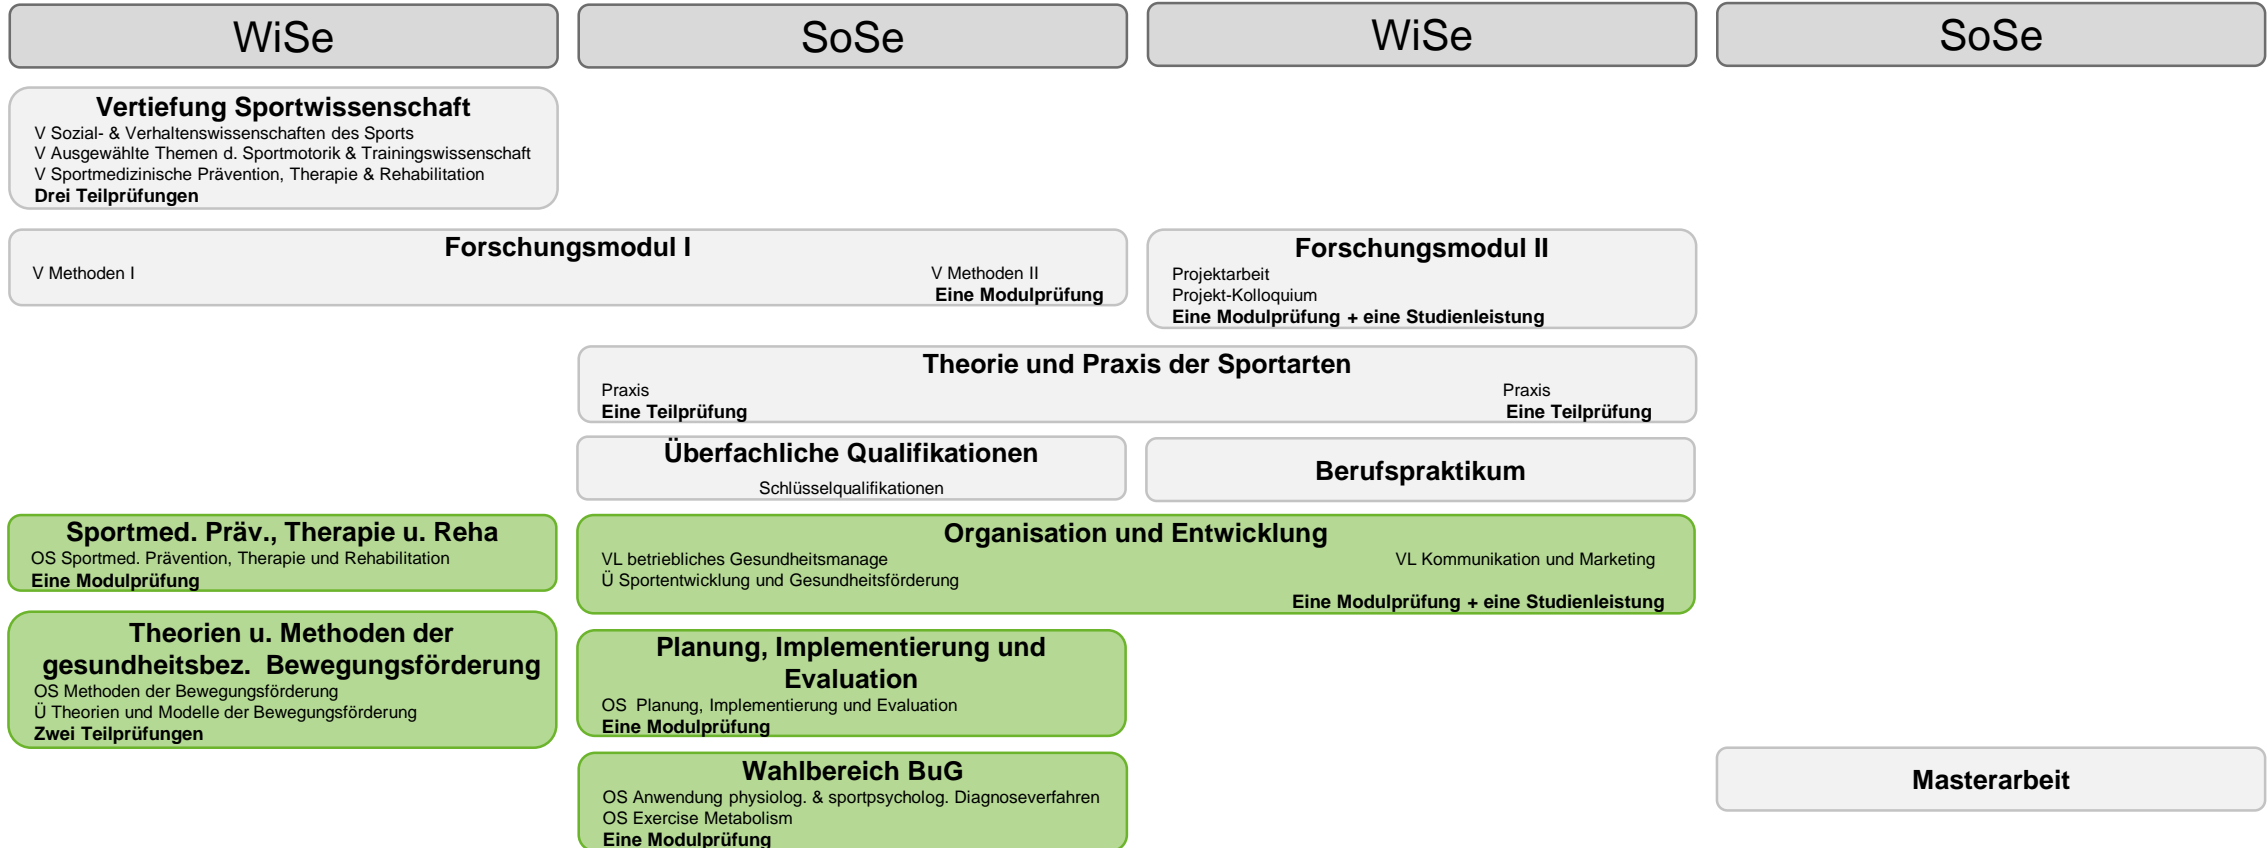 WiSe
SoSe
WiSe
SoSe
Vertiefung Sportwissenschaft
V Sozial- & Verhaltenswissenschaften des Sports
V Ausgewählte Themen d. Sportmotorik & Trainingswissenschaft
V Sportmedizinische Prävention, Therapie & Rehabilitation
Drei Teilprüfungen
Forschungsmodul I
V Methoden I
V Methoden II
Eine Modulprüfung
Forschungsmodul II
Projektarbeit
Projekt-Kolloquium
Eine Modulprüfung + eine Studienleistung
Theorie und Praxis der Sportarten
Praxis
Eine Teilprüfung
Praxis
Eine Teilprüfung
Überfachliche Qualifikationen
Schlüsselqualifikationen
Berufspraktikum
Sportmed. Präv., Therapie u. Reha
OS Sportmed. Prävention, Therapie und Rehabilitation
Eine Modulprüfung
Organisation und Entwicklung
VL betriebliches Gesundheitsmanage
Ü Sportentwicklung und Gesundheitsförderung
VL Kommunikation und Marketing
Eine Modulprüfung + eine Studienleistung
Theorien u. Methoden der
gesundheitsbez. Bewegungsförderung
OS Methoden der Bewegungsförderung
Ü Theorien und Modelle der Bewegungsförderung
Zwei Teilprüfungen
Planung, Implementierung und
Evaluation
OS Planung, Implementierung und Evaluation
Eine Modulprüfung
Wahlbereich BuG
OS Anwendung physiolog. & sportpsycholog. Diagnoseverfahren
OS Exercise Metabolism
Eine Modulprüfung
Masterarbeit